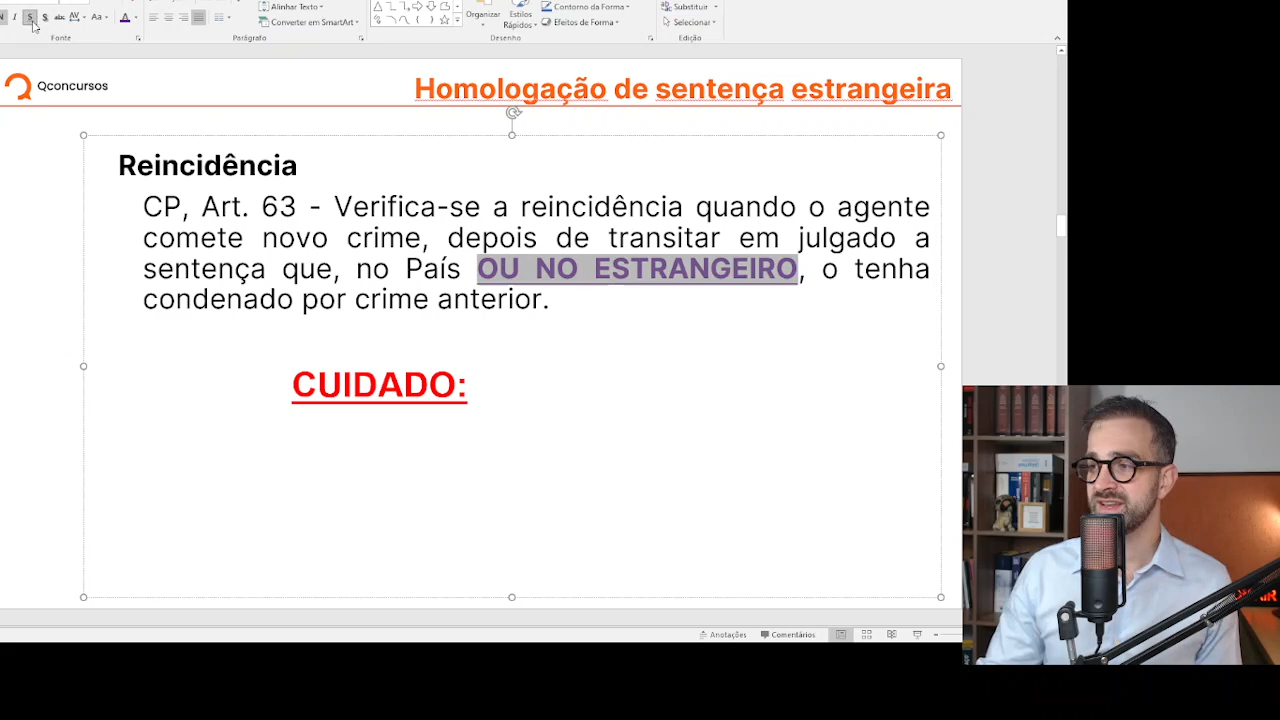 Alinhar Texto
Converter em SmartArt
Organizar
Estilos
Rápidos
Contorno da Forma
Efeitos de Forma
Substituir
Selecionar
N I S S abc AV Aa A
Fonte
Parágrafo
Desenho
Edição
Qconcursos
Homologação de sentença estrangeira
Reincidência
CP, Art. 63 - Verifica-se a reincidência quando o agente
comete novo crime, depois de transitar em julgado a
sentença que, no País OU NO ESTRANGEIRO, o tenha
condenado por crime anterior.
CUIDADO:
Anotações
Comentários